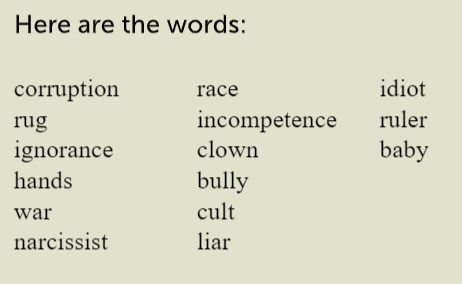 Here are the words:
corruption
rug
ignorance
hands
war
narcissist
race
incompetence
clown
bully
cult
liar
idiot
ruler
baby